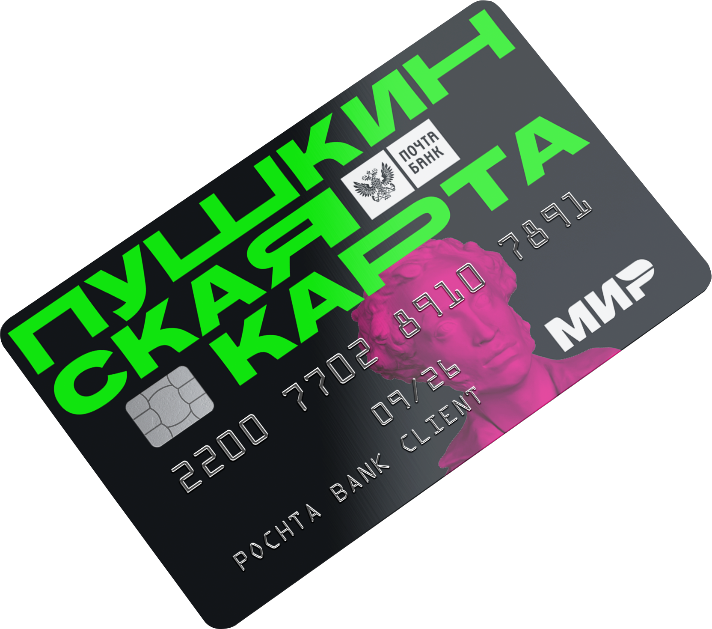 ПУШКИН
СКАЯ
КАРТА
ПОЧТА
БАНК
2200 7702 8910 7891
МИР
09/26
POCHTA BANK CLIENT